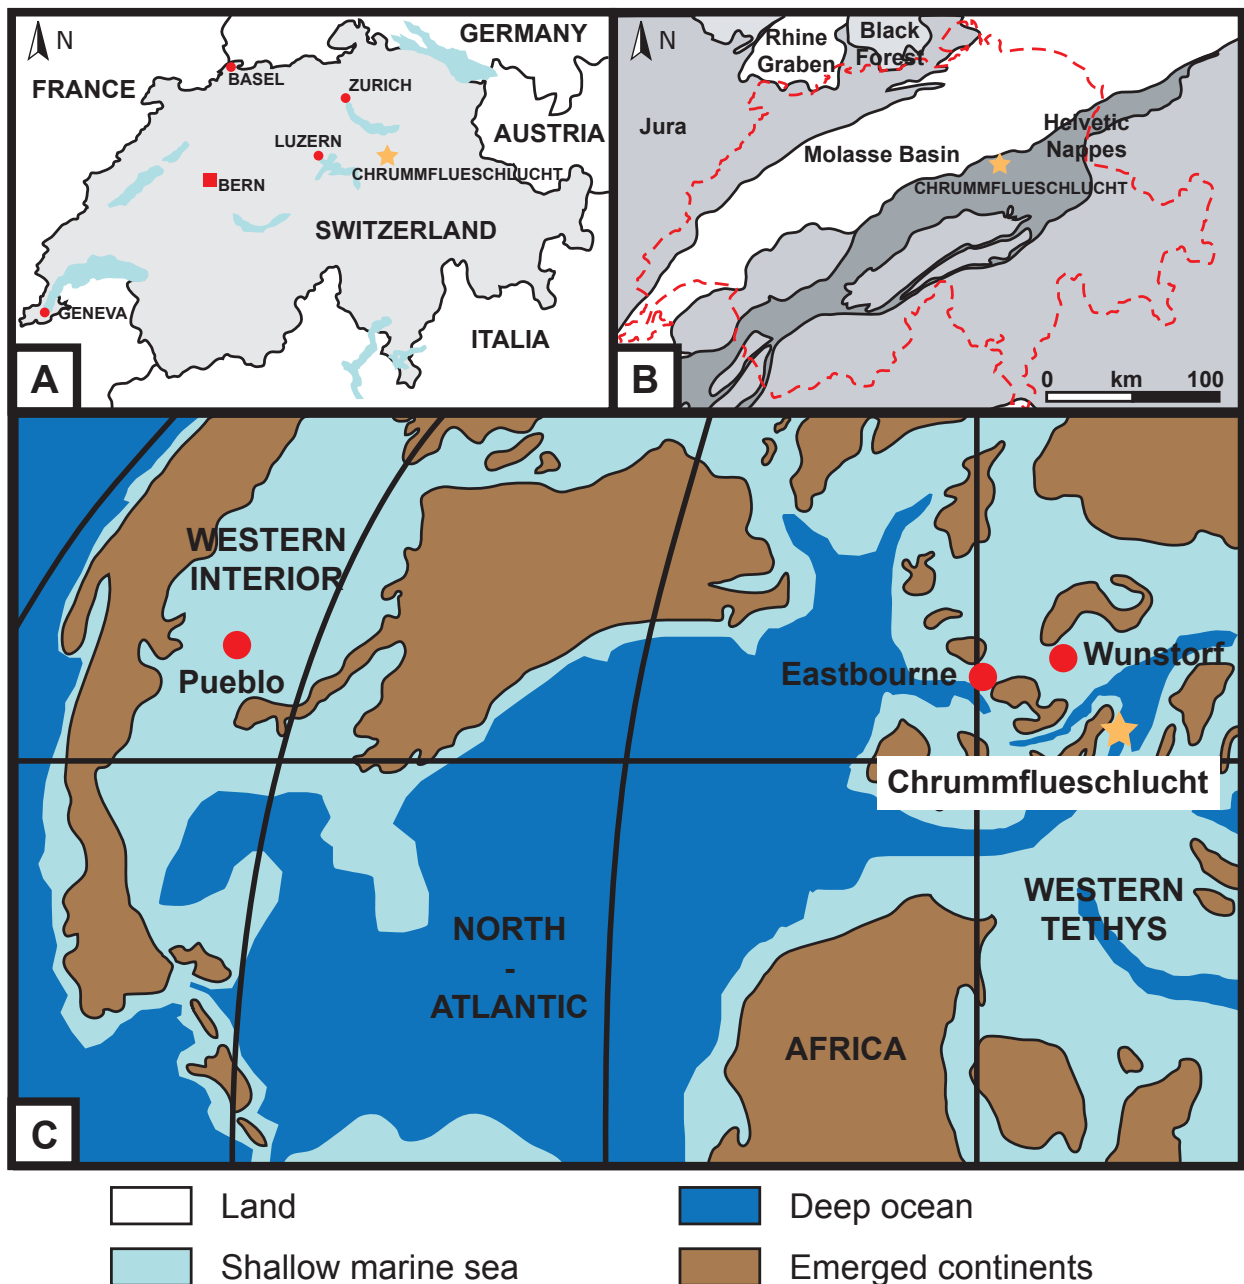 N
GERMANY
FRANCE
BASEL
ZURICH
AUSTRIA
LUZERN
CHRUMMFLUESCHLUCHT
BERN
SWITZERLAND
GENEVA
ITALIA
A
N
Rhine
Graben
Black
Forest
Jura
Helvetic
Nappes
Molasse Basin
CHRUMMFLUESCHLUCHT
B
0 km 100
WESTERN
INTERIOR
Pueblo
Eastbourne
Wunstorf
Chrummflueschlucht
WESTERN
TETHYS
NORTH
-
ATLANTIC
AFRICA
C
Land
Deep ocean
Shallow marine sea
Emerged continents